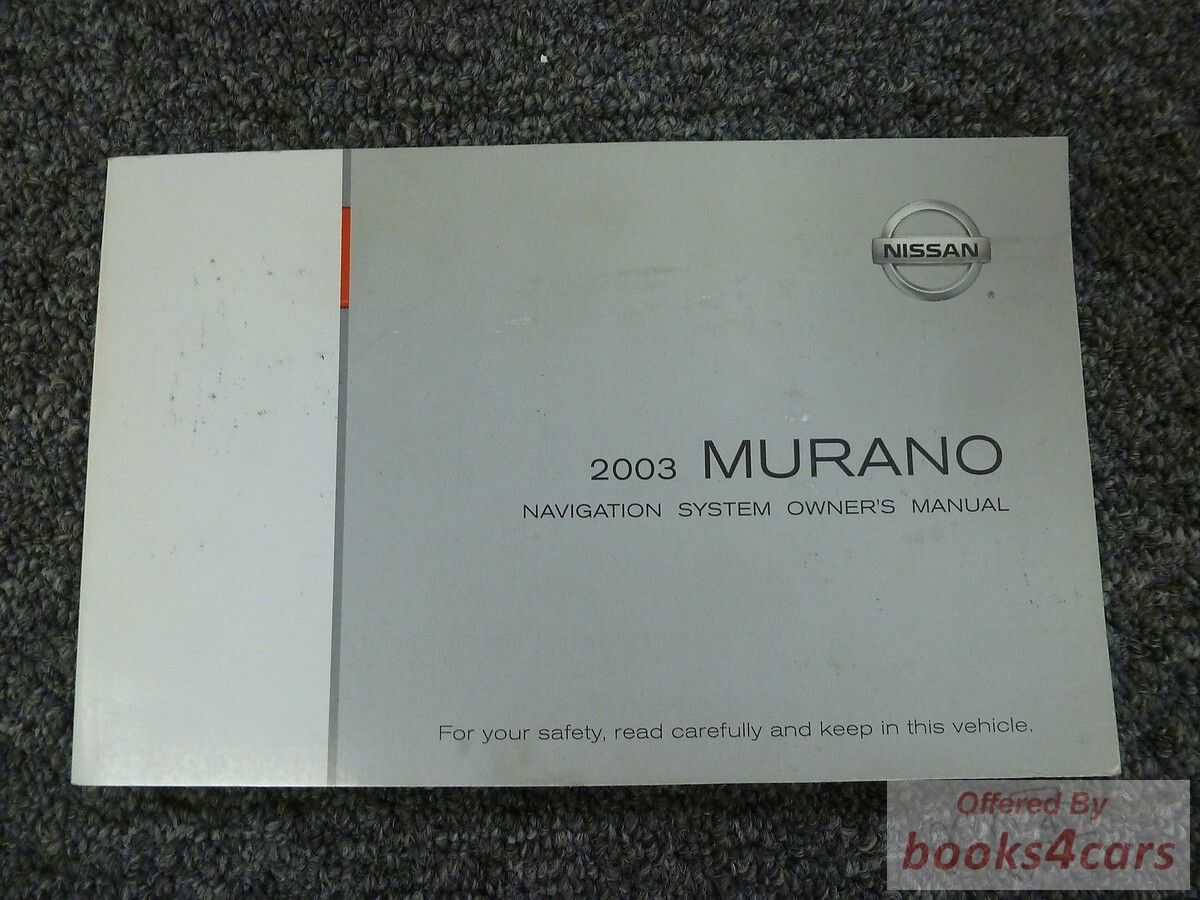 NISSAN
®
2003 MURANO
NAVIGATION SYSTEM OWNER'S MANUAL
For your safety, read carefully and keep in this vehicle.
Offered By
books4cars